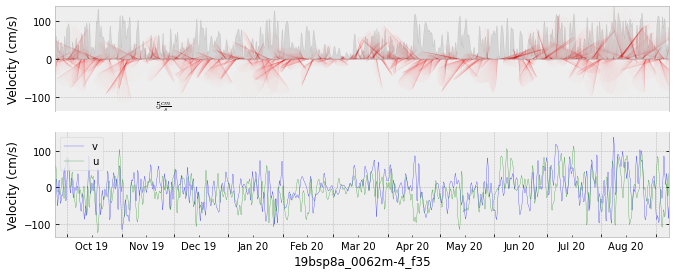 Velocity (cm/s)
100
0
−100
5 cm/s
Velocity (cm/s)
100
0
−100
v
u
Oct 19 Nov 19 Dec 19 Jan 20 Feb 20 Mar 20 Apr 20 May 20 Jun 20 Jul 20 Aug 20
19bsp8a_0062m-4_f35